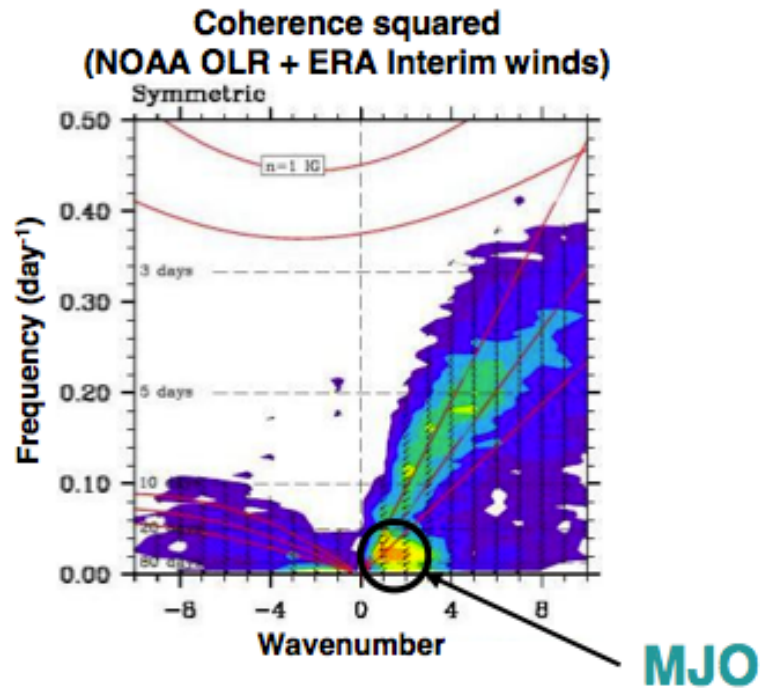 Coherence squared
(NOAA OLR + ERA Interim winds)
Symmetric
0.50
n=1 IG
0.40
3 days
0.30
5 days
0.20
10
0.10
20
80 days
0.00
Frequency (day⁻¹)
-8 -4 0 4 8
Wavenumber
MJO